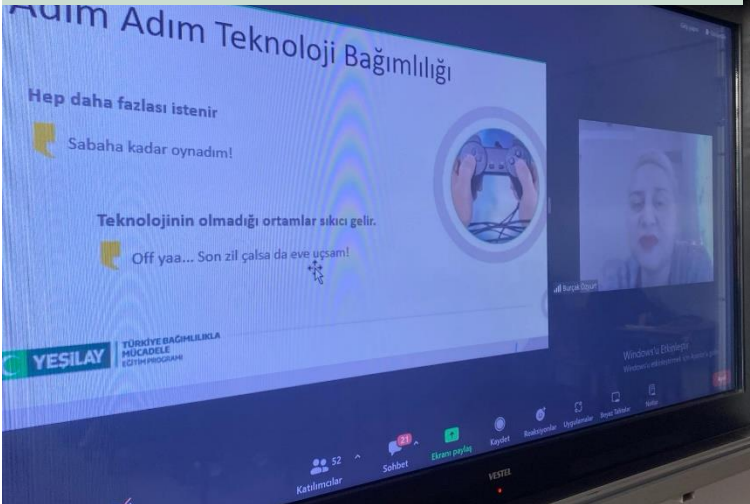 Adım Adım Teknoloji Bağımlılığı
Hep daha fazlası istenir
Sabaha kadar oynadım!
Teknolojinin olmadığı ortamlar sıkıcı gelir.
Off yaa... Son zil çalsa da eve uçsam!
YEŞİLAY
TÜRKİYE BAĞIMLILIKLA
MÜCADELE
EĞİTİM PROGRAMI
Windows'u Etkinleştir
52
Katılımcılar
21
Sohbet
Ekranı paylaş
Kaydet
Reaksiyonlar
Uygulamalar
Beyaz Tahtalar
Notlar
VESTEL